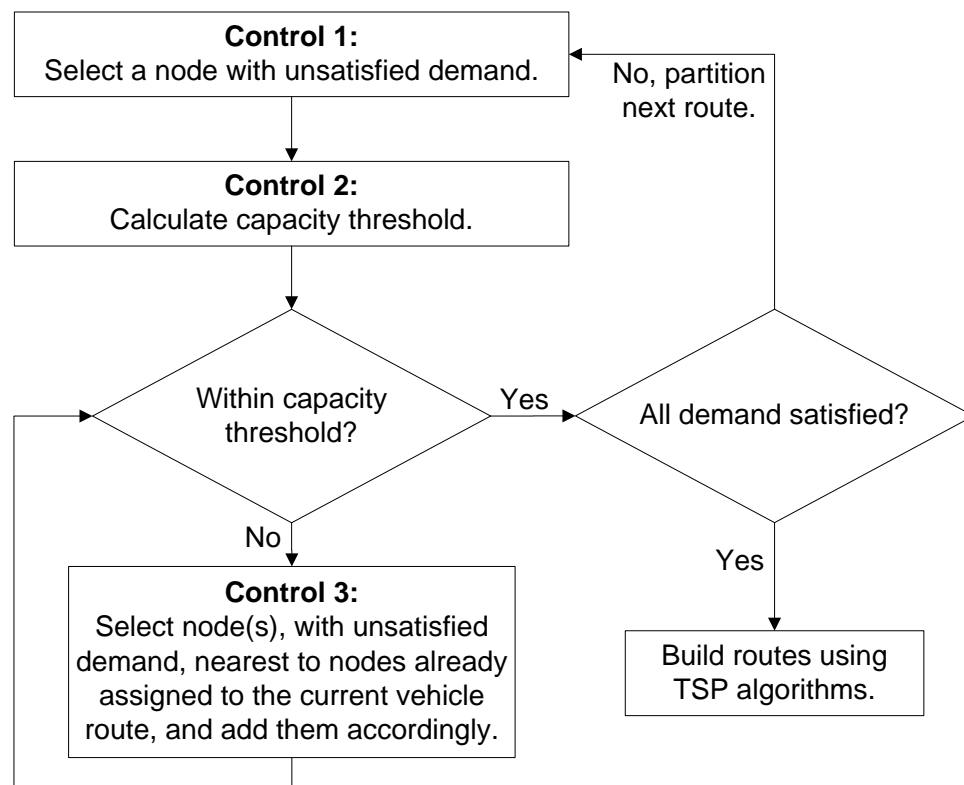 Control 1:
Select a node with unsatisfied demand.
No, partition
next route.
Control 2:
Calculate capacity threshold.
Within capacity
threshold?
Yes
All demand satisfied?
No
Yes
Control 3:
Select node(s), with unsatisfied
demand, nearest to nodes already
assigned to the current vehicle
route, and add them accordingly.
Build routes using
TSP algorithms.